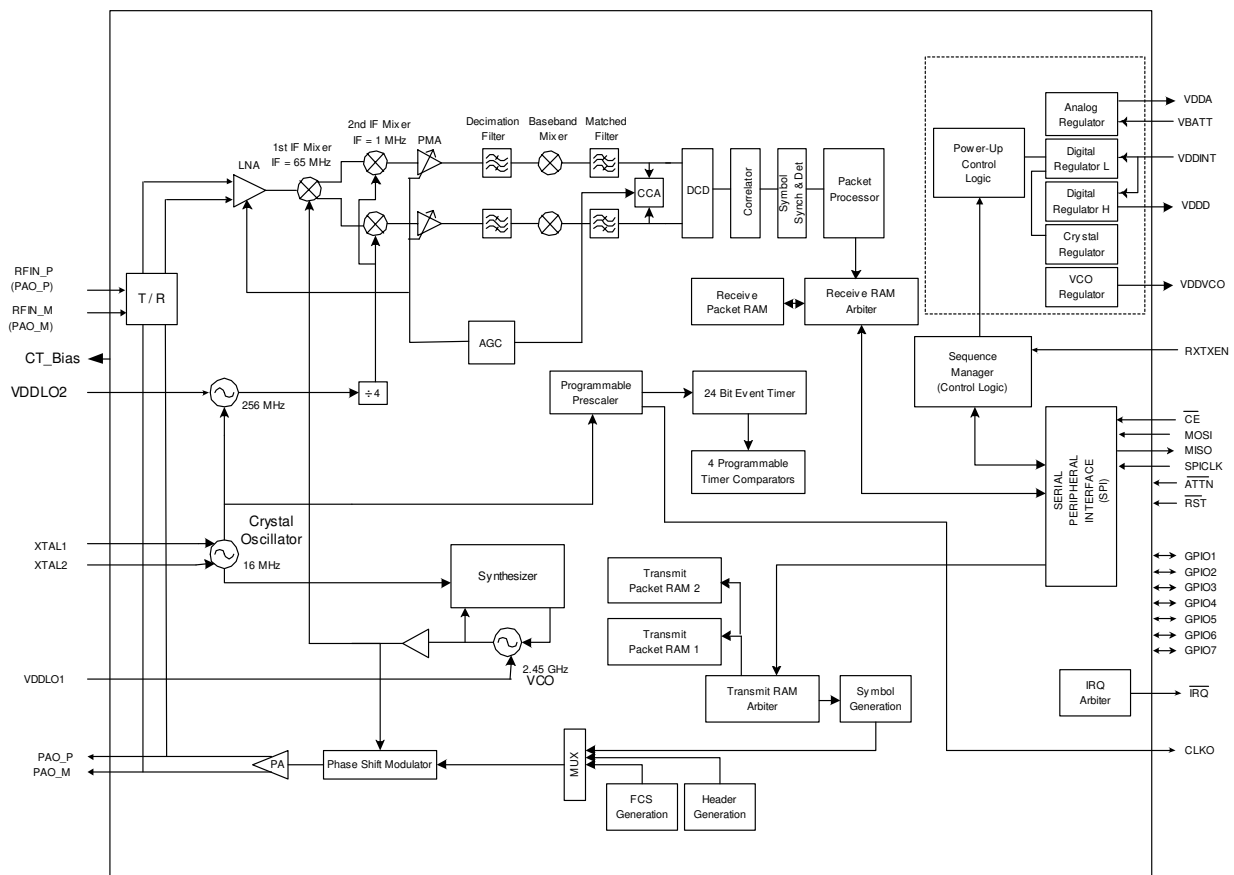 2nd IF Mixer
IF = 1 MHz
PMA
Decimation
Filter
Baseband
Mixer
Matched
Filter
1st IF Mixer
IF = 65 MHz
LNA
CCA
DCD
Correlator
Symbol
Synch & Det
Packet
Processor
Power-Up
Control
Logic
Analog
Regulator
Digital
Regulator L
Digital
Regulator H
Crystal
Regulator
VCO
Regulator
VDDA
VBATT
VDDINT
VDDD
VDDVCO
RFIN_P
(PAO_P)
RFIN_M
(PAO_M)
T / R
CT_Bias
VDDLO2
256 MHz
÷4
AGC
Receive
Packet RAM
Receive RAM
Arbiter
Sequence
Manager
(Control Logic)
RXTXEN
Programmable
Prescaler
24 Bit Event Timer
4 Programmable
Timer Comparators
SERIAL
PERIPHERAL
INTERFACE
(SPI)
CE
MOSI
MISO
SPICLK
ATTN
RST
XTAL1
XTAL2
Crystal
Oscillator
16 MHz
Synthesizer
2.45 GHz
VCO
VDDLO1
Transmit
Packet RAM 2
Transmit
Packet RAM 1
Transmit RAM
Arbiter
Symbol
Generation
GPIO1
GPIO2
GPIO3
GPIO4
GPIO5
GPIO6
GPIO7
IRQ
Arbiter
IRQ
PAO_P
PAO_M
PA
Phase Shift Modulator
MUX
FCS
Generation
Header
Generation
CLKO